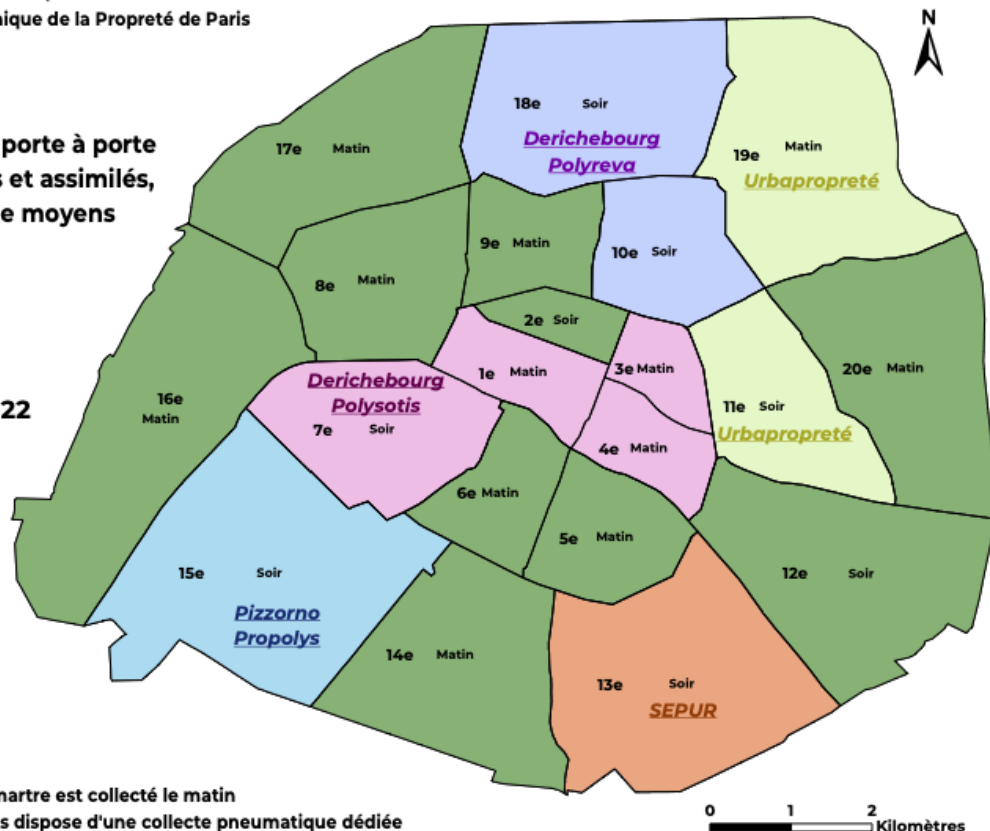 nique de la Propreté de Paris
N
porte à porte
s et assimilés,
e moyens
18e Soir
Derichebourg
Polyreva
17e Matin
19e Matin
Urbapropreté
9e Matin
10e Soir
8e Matin
2e Soir
1e Matin
3e Matin
20e Matin
Derichebourg
Polysotis
7e Soir
16e
Matin
22
11e Soir
Urbapropreté
4e Matin
6e Matin
5e Matin
15e Soir
12e Soir
Pizzorno
Propolys
14e Matin
13e Soir
SEPUR
martre est collecté le matin
s dispose d'une collecte pneumatique dédiée
0 1 2
Kilomètres